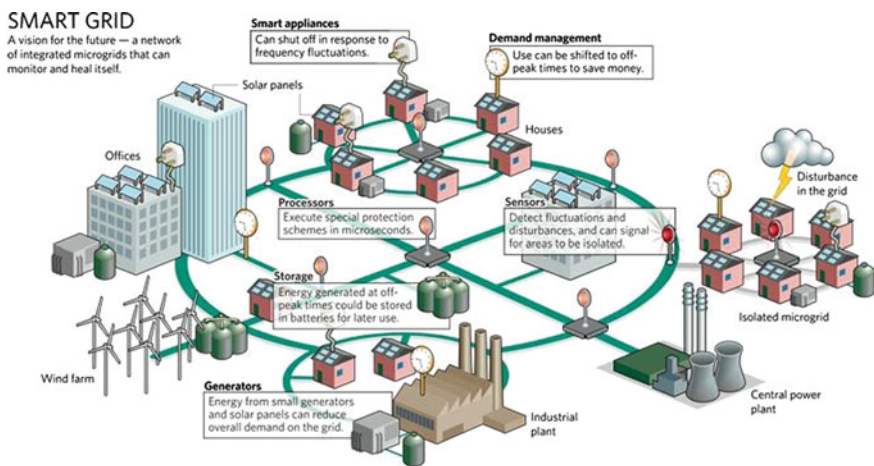 SMART GRID
A vision for the future — a network
of integrated microgrids that can
monitor and heal itself.
Smart appliances
Can shut off in response to
frequency fluctuations.
Demand management
Use can be shifted to off-
peak times to save money.
Solar panels
Houses
Offices
Disturbance
in the grid
Processors
Execute special protection
schemes in microseconds.
Sensors
Detect fluctuations and
disturbances, and can signal
for areas to be isolated.
Storage
Energy generated at off-
peak times could be stored
in batteries for later use.
Isolated microgrid
Wind farm
Generators
Energy from small generators
and solar panels can reduce
overall demand on the grid.
Industrial
plant
Central power
plant